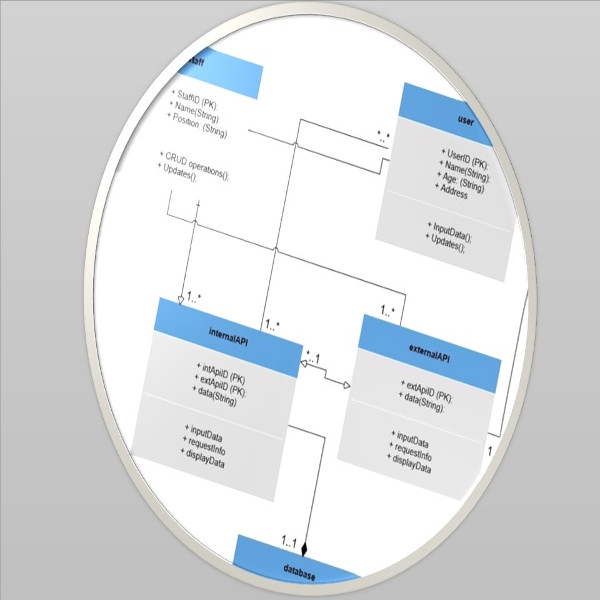 + StaffID (PK):
+ Name(String)
+ Position: (String)
+ CRUD operations();
+ Updates();
user
+ UserID (PK):
+ Name(String):
+ Age: (String)
+ Address
+ InputData();
+ Updates();
*..*
1..*
1..*
1..*
internalAPI
+ intApiID (PK)
+ extApiID (PK):
+ data(String)
+ inputData
+ requestInfo
+ displayData
*..1
externalAPI
+ extApiID (PK):
+ data(String):
+ inputData
+ requestInfo
+ displayData
1
1..1
database